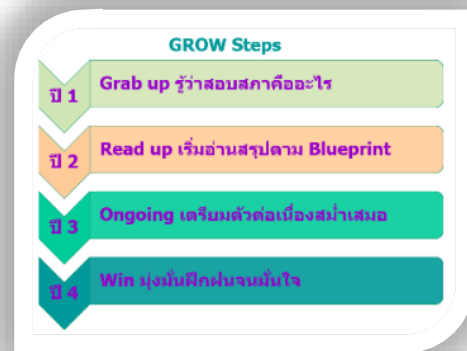 GROW Steps
ปี 1
Grab up รู้ว่าสอบสภาคืออะไร
ปี 2
Read up เริ่มอ่านสรุปตาม Blueprint
ปี 3
Ongoing เตรียมตัวต่อเนื่องสม่ำเสมอ
ปี 4
Win มุ่งมั่นฝึกฝนจนมั่นใจ